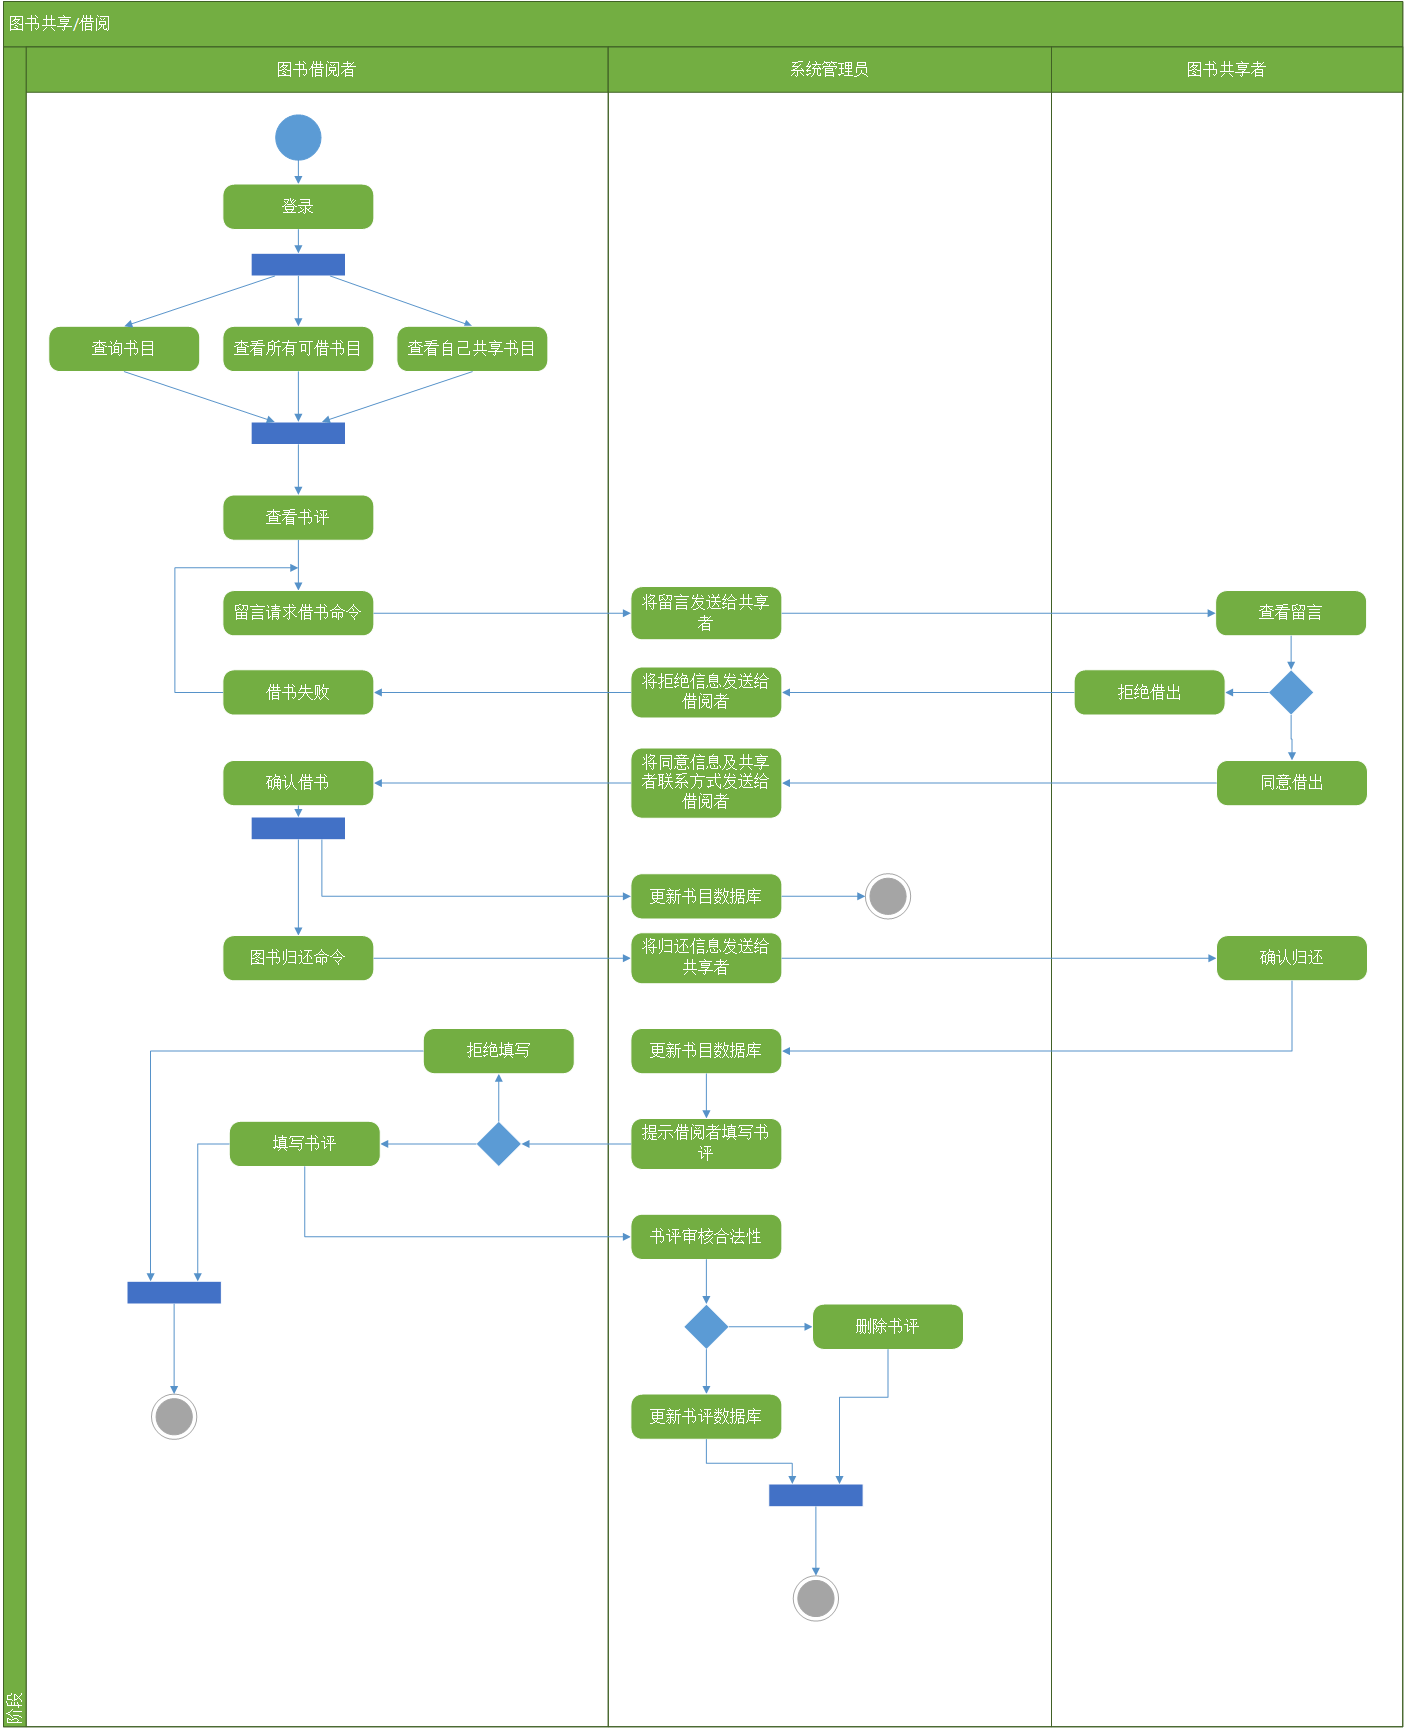 图书共享/借阅
图书借阅者
系统管理员
图书共享者
登录
查询书目
查看所有可借书目
查看自己共享书目
查看书评
留言请求借书命令
将留言发送给共享
者
查看留言
借书失败
将拒绝信息发送给
借阅者
拒绝借出
确认借书
将同意信息及共享
者联系方式发送给
借阅者
同意借出
更新书目数据库
图书归还命令
将归还信息发送给
共享者
确认归还
拒绝填写
更新书目数据库
填写书评
提示借阅者填写书
评
书评审核合法性
删除书评
更新书评数据库
阶段